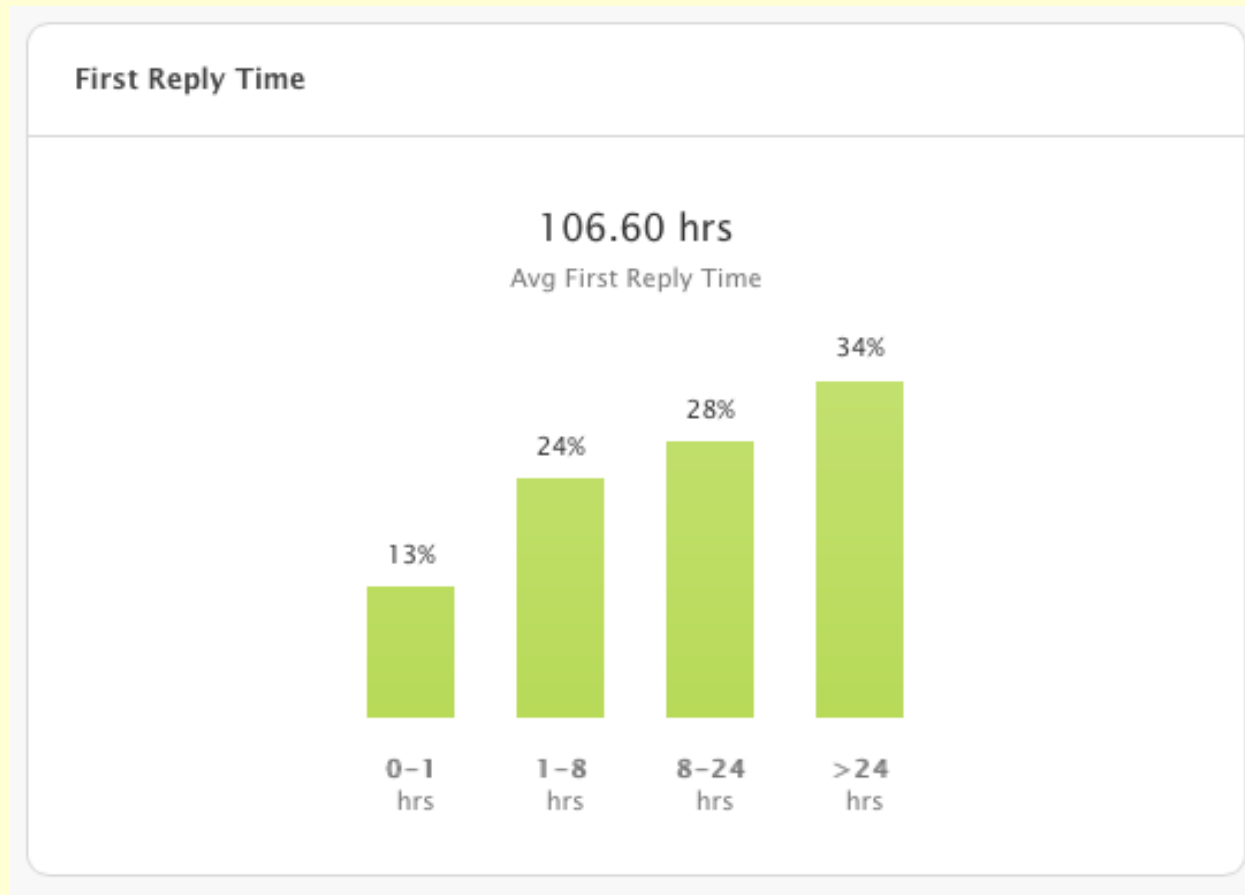 First Reply Time
106.60 hrs
Avg First Reply Time
13%
24%
28%
34%
0-1
hrs
1-8
hrs
8-24
hrs
>24
hrs